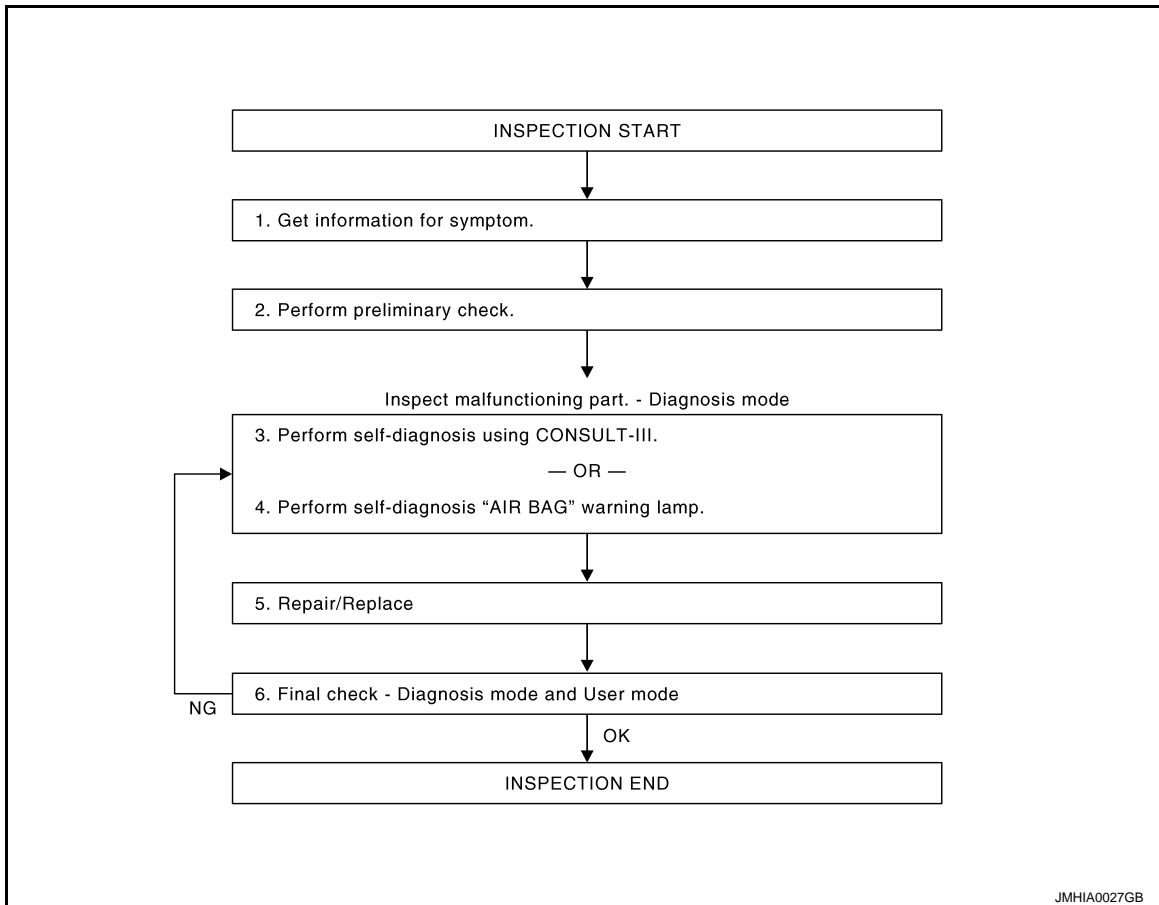 INSPECTION START
1. Get information for symptom.
2. Perform preliminary check.
Inspect malfunctioning part. - Diagnosis mode
3. Perform self-diagnosis using CONSULT-III.
— OR —
4. Perform self-diagnosis “AIR BAG” warning lamp.
5. Repair/Replace
6. Final check - Diagnosis mode and User mode
NG
OK
INSPECTION END
JMHIA0027GB